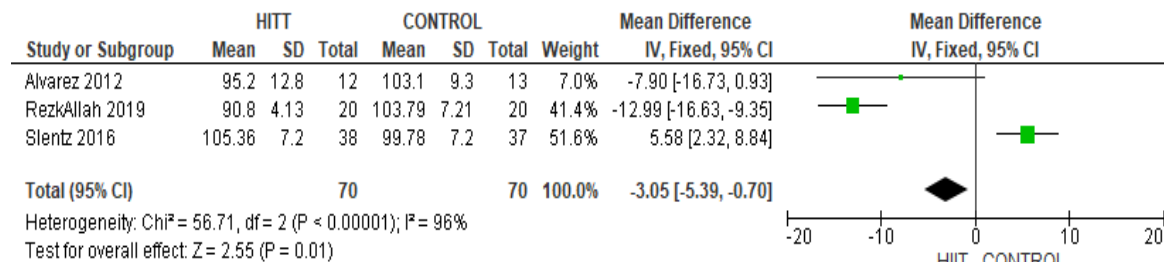 HITT CONTROL Mean Difference Mean Difference
Study or Subgroup Mean SD Total Mean SD Total Weight IV, Fixed, 95% CI IV, Fixed, 95% CI
Alvarez 2012 95.2 12.8 12 103.1 9.3 13 7.0% -7.90 [-16.73, 0.93]
RezkAllah 2019 90.8 4.13 20 103.79 7.21 20 41.4% -12.99 [-16.63, -9.35]
Slentz 2016 105.36 7.2 38 99.78 7.2 37 51.6% 5.58 [2.32, 8.84]
Total (95% CI) 70 70 100.0% -3.05 [-5.39, -0.70]
Heterogeneity: Chi² = 56.71, df = 2 (P < 0.00001); I² = 96%
Test for overall effect: Z = 2.55 (P = 0.01)
-20 -10 0 10 20
HIIT CONTROL